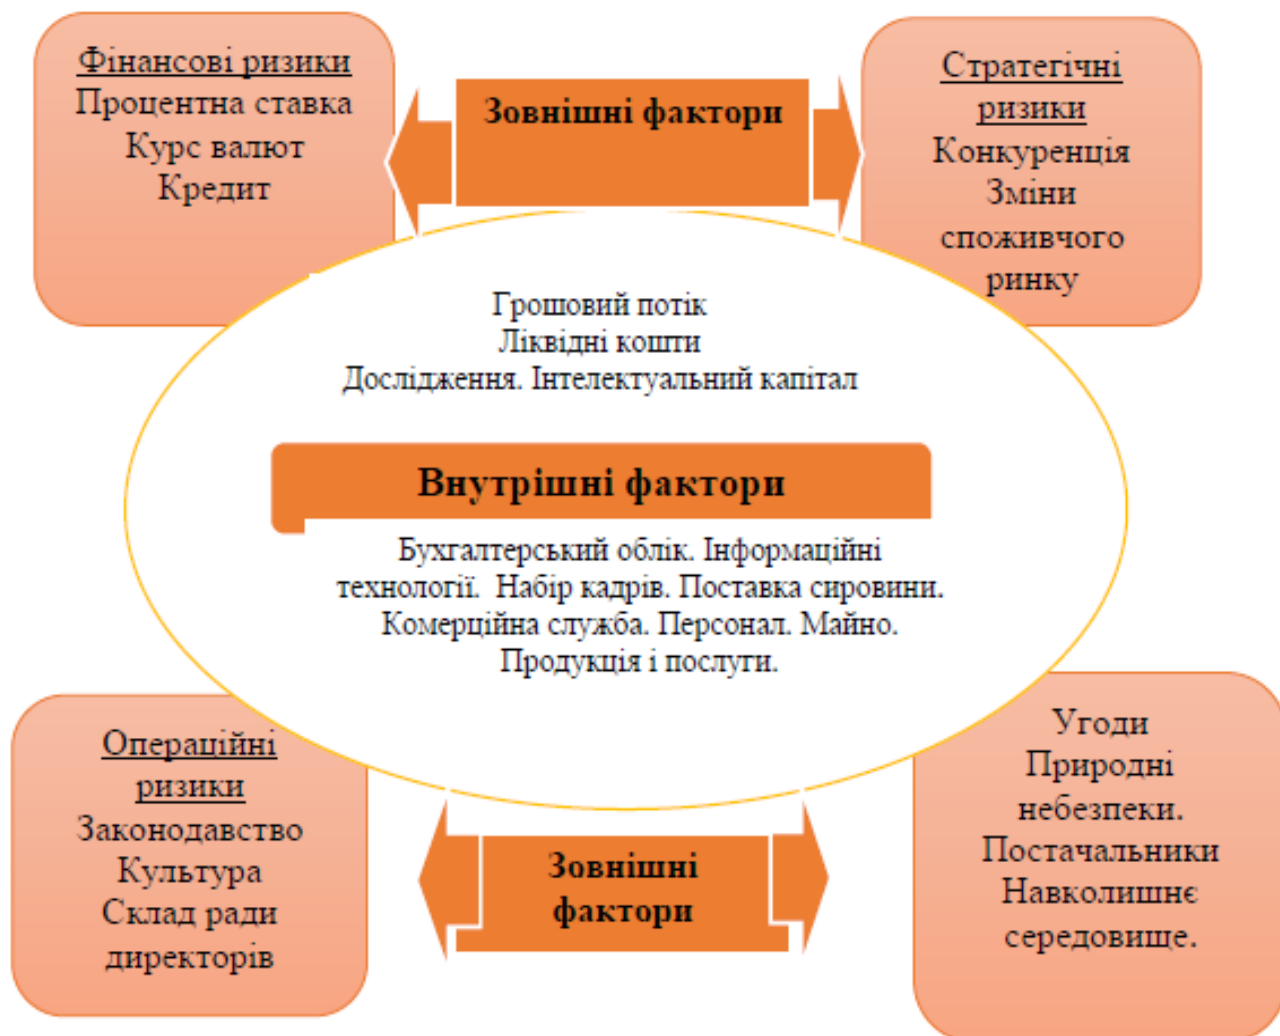 Фінансові ризики
Процентна ставка
Курс валют
Кредит
Зовнішні фактори
Стратегічні
ризики
Конкуренція
Зміни
споживчого
ринку
Грошовий потік
Ліквідні кошти
Дослідження. Інтелектуальний капітал
Внутрішні фактори
Бухгалтерський облік. Інформаційні
технології. Набір кадрів. Поставка сировини.
Комерційна служба. Персонал. Майно.
Продукція і послуги.
Операційні
ризики
Законодавство
Культура
Склад ради
директорів
Зовнішні
фактори
Угоди
Природні
небезпеки.
Постачальники
Навколишнє
середовище.